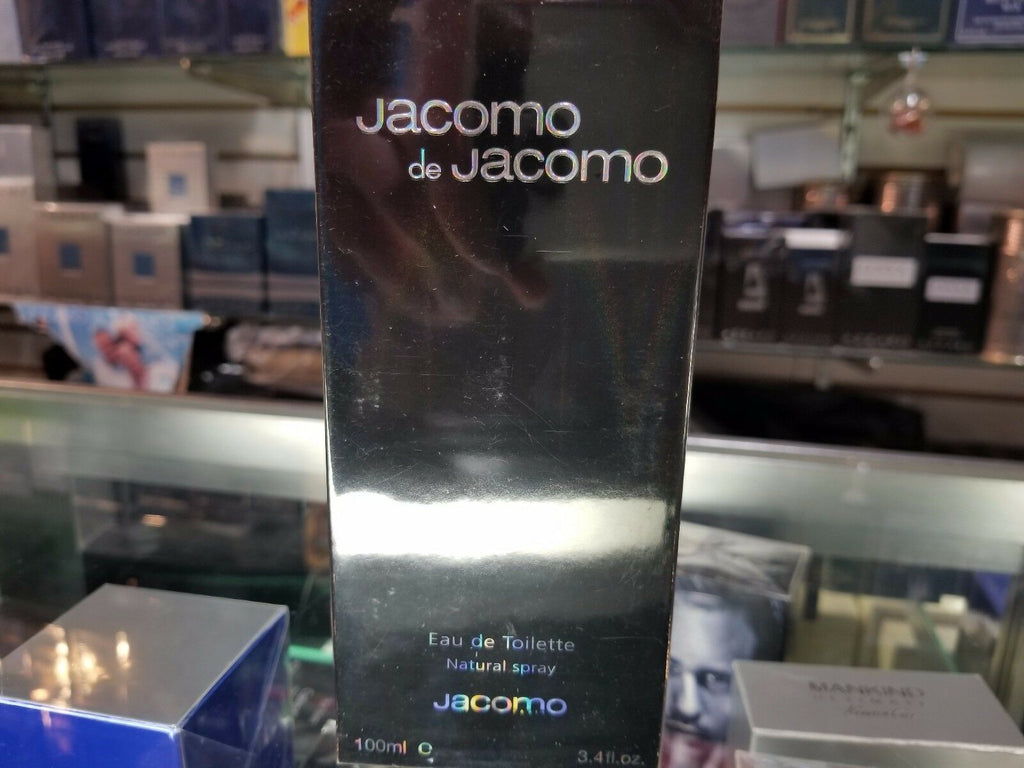 Jacomo
de Jacomo
Eau de Toilette
Natural spray
Jacomo
100ml e 3.4fl.oz.
MANKIND